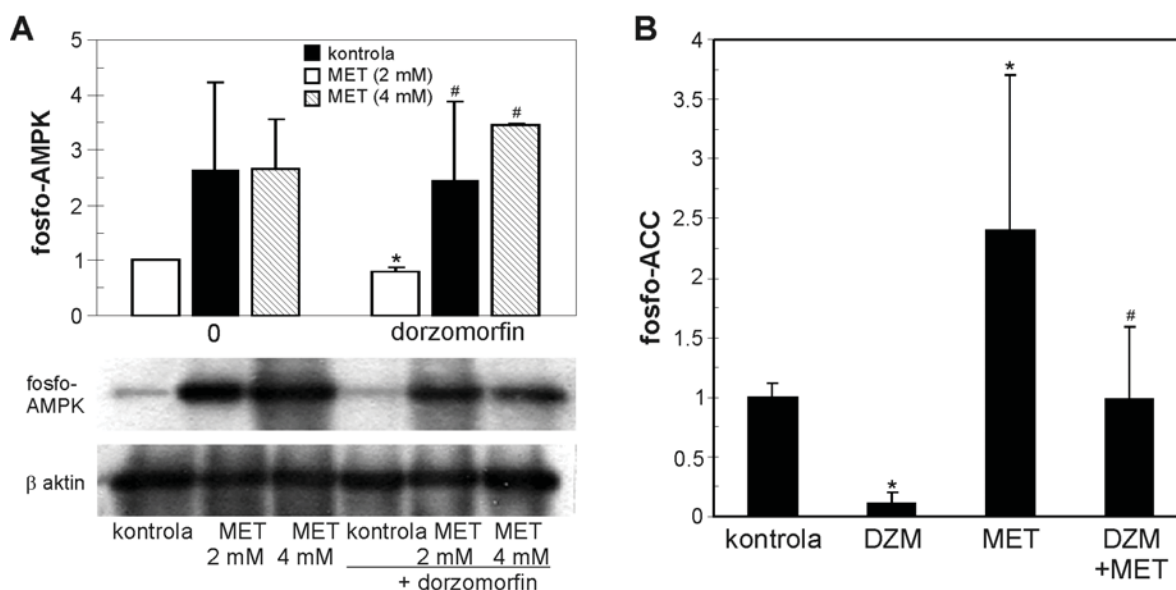 A
5
4
3
2
1
0
fosfo-AMPK
kontrola
MET (2 mM)
MET (4 mM)
*
#
#
0
dorzomorfin
fosfo-
AMPK
β aktin
kontrola MET MET kontrola MET MET
2 mM 4 mM 2 mM 4 mM
+ dorzomorfin
B
4
3.5
3
2.5
2
1.5
1
0.5
0
fosfo-ACC
*
*
#
kontrola DZM MET DZM
+MET